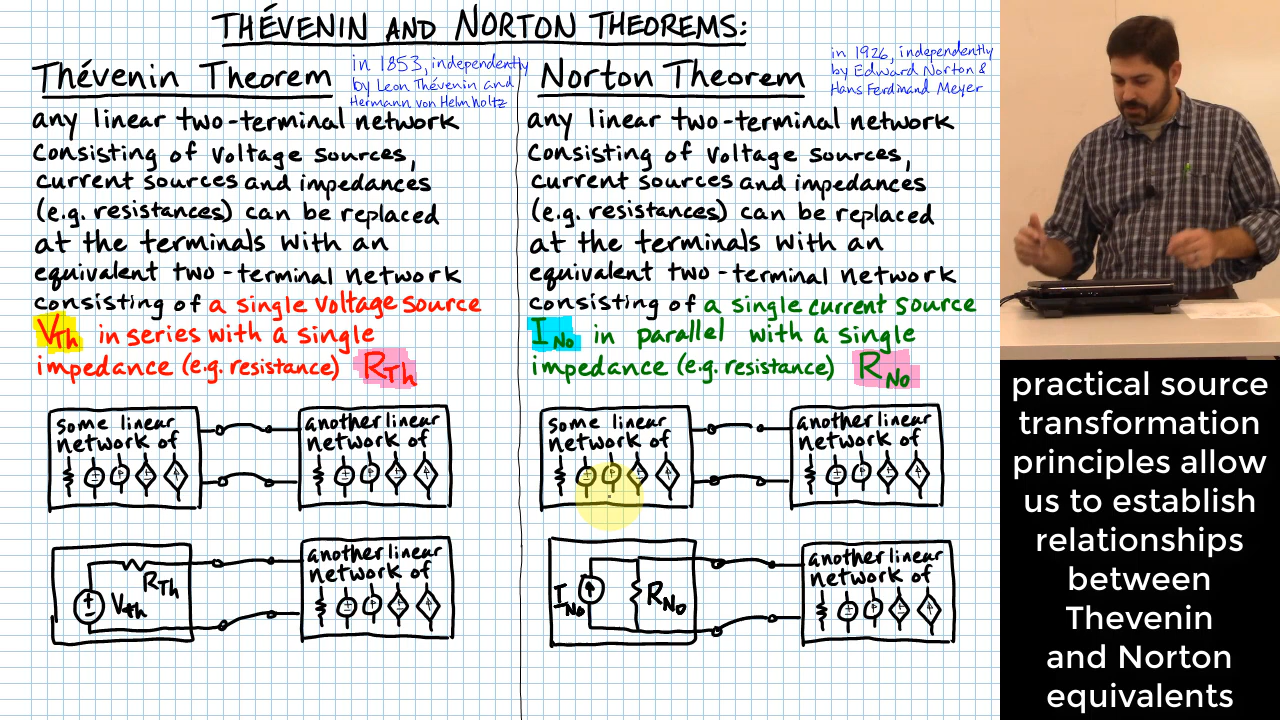 THÉVENIN AND NORTON THEOREMS:
Thévenin Theorem
in 1853, independently
by Leon Thévenin and
Hermann von Helmholtz
any linear two-terminal network
consisting of voltage sources,
current sources and impedances
(e.g. resistances) can be replaced
at the terminals with an
equivalent two-terminal network
consisting of a single voltage source
VTh in series with a single
impedance (e.g. resistance) RTh
some linear
network of
another linear
network of
RTh
Vth
another linear
network of
Norton Theorem
in 1926, independently
by Edward Norton &
Hans Ferdinand Meyer
any linear two-terminal network
consisting of voltage sources,
current sources and impedances
(e.g. resistances) can be replaced
at the terminals with an
equivalent two-terminal network
consisting of a single current source
INo in parallel with a single
impedance (e.g. resistance) RNo
some linear
network of
another linear
network of
INo
RNo
another linear
network of
practical source
transformation
principles allow
us to establish
relationships
between
Thevenin
and Norton
equivalents